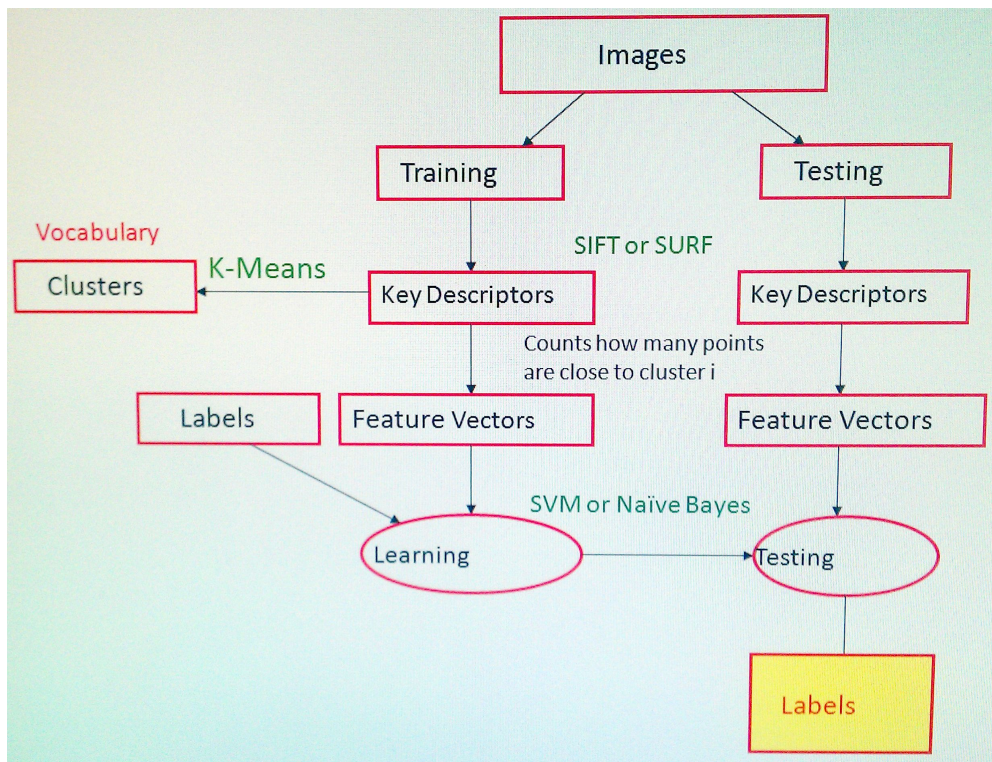 Images
Training
Testing
Vocabulary
SIFT or SURF
K-Means
Clusters
Key Descriptors
Key Descriptors
Counts how many points
are close to cluster i
Labels
Feature Vectors
Feature Vectors
SVM or Naïve Bayes
Learning
Testing
Labels